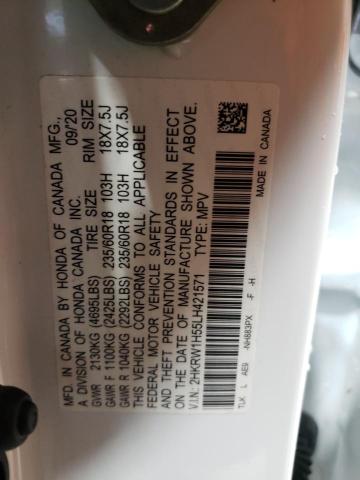 MFD. IN CANADA BY HONDA OF CANADA MFG.,
A DIVISION OF HONDA CANADA INC. 09/20
GVWR 2130KG (4695LBS) TIRE SIZE RIM SIZE
GAWR F 1100KG (2425LBS) 235/60R18 103H 18X7.5J
GAWR R 1040KG (2292LBS) 235/60R18 103H 18X7.5J
THIS VEHICLE CONFORMS TO ALL APPLICABLE
FEDERAL MOTOR VEHICLE SAFETY
AND THEFT PREVENTION STANDARDS IN EFFECT
ON THE DATE OF MANUFACTURE SHOWN ABOVE.
V.I.N: 2HKRW1H55LH421571 TYPE: MPV
MADE IN CANADA
TLX L AE9 -NH883PX -F -H